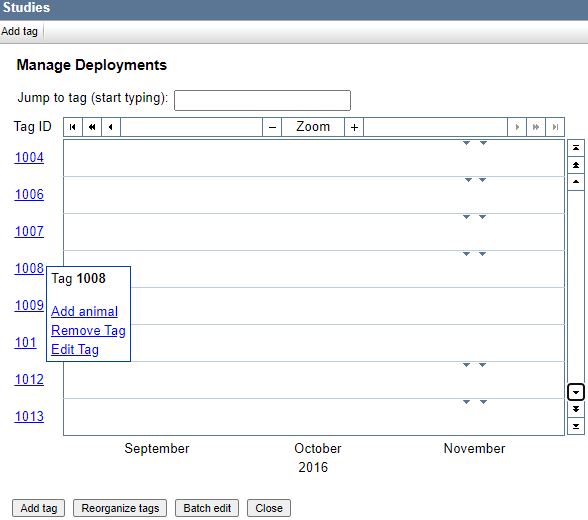 Studies
Add tag
Manage Deployments
Jump to tag (start typing):
Tag ID
− Zoom +
1004
1006
1007
1008
Tag 1008
Add animal
Remove Tag
Edit Tag
1009
101
1012
1013
September October November
2016
Add tag Reorganize tags Batch edit Close